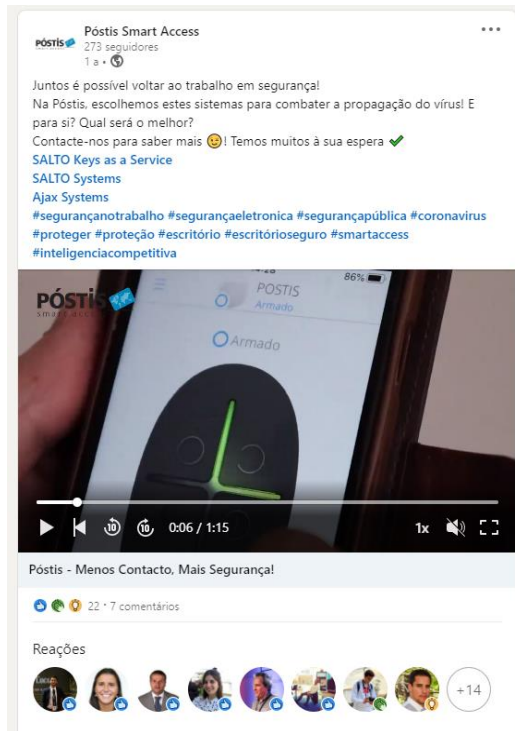 PÓSTIS
Póstis Smart Access
273 seguidores
1 a •
Juntos é possível voltar ao trabalho em segurança!
Na Póstis, escolhemos estes sistemas para combater a propagação do vírus! E
para si? Qual será o melhor?
Contacte-nos para saber mais 😉! Temos muitos à sua espera ✔
SALTO Keys as a Service
SALTO Systems
Ajax Systems
#segurançanotrabalho #segurançaeletronica #segurançapública #coronavirus
#proteger #proteção #escritório #escritórioseguro #smartaccess
#inteligenciacompetitiva
86%
POSTIS
Armado
PÓSTIS
smart access
Armado
10 10 0:06 / 1:15 1x
Póstis - Menos Contacto, Mais Segurança!
22 · 7 comentários
Reações
+14